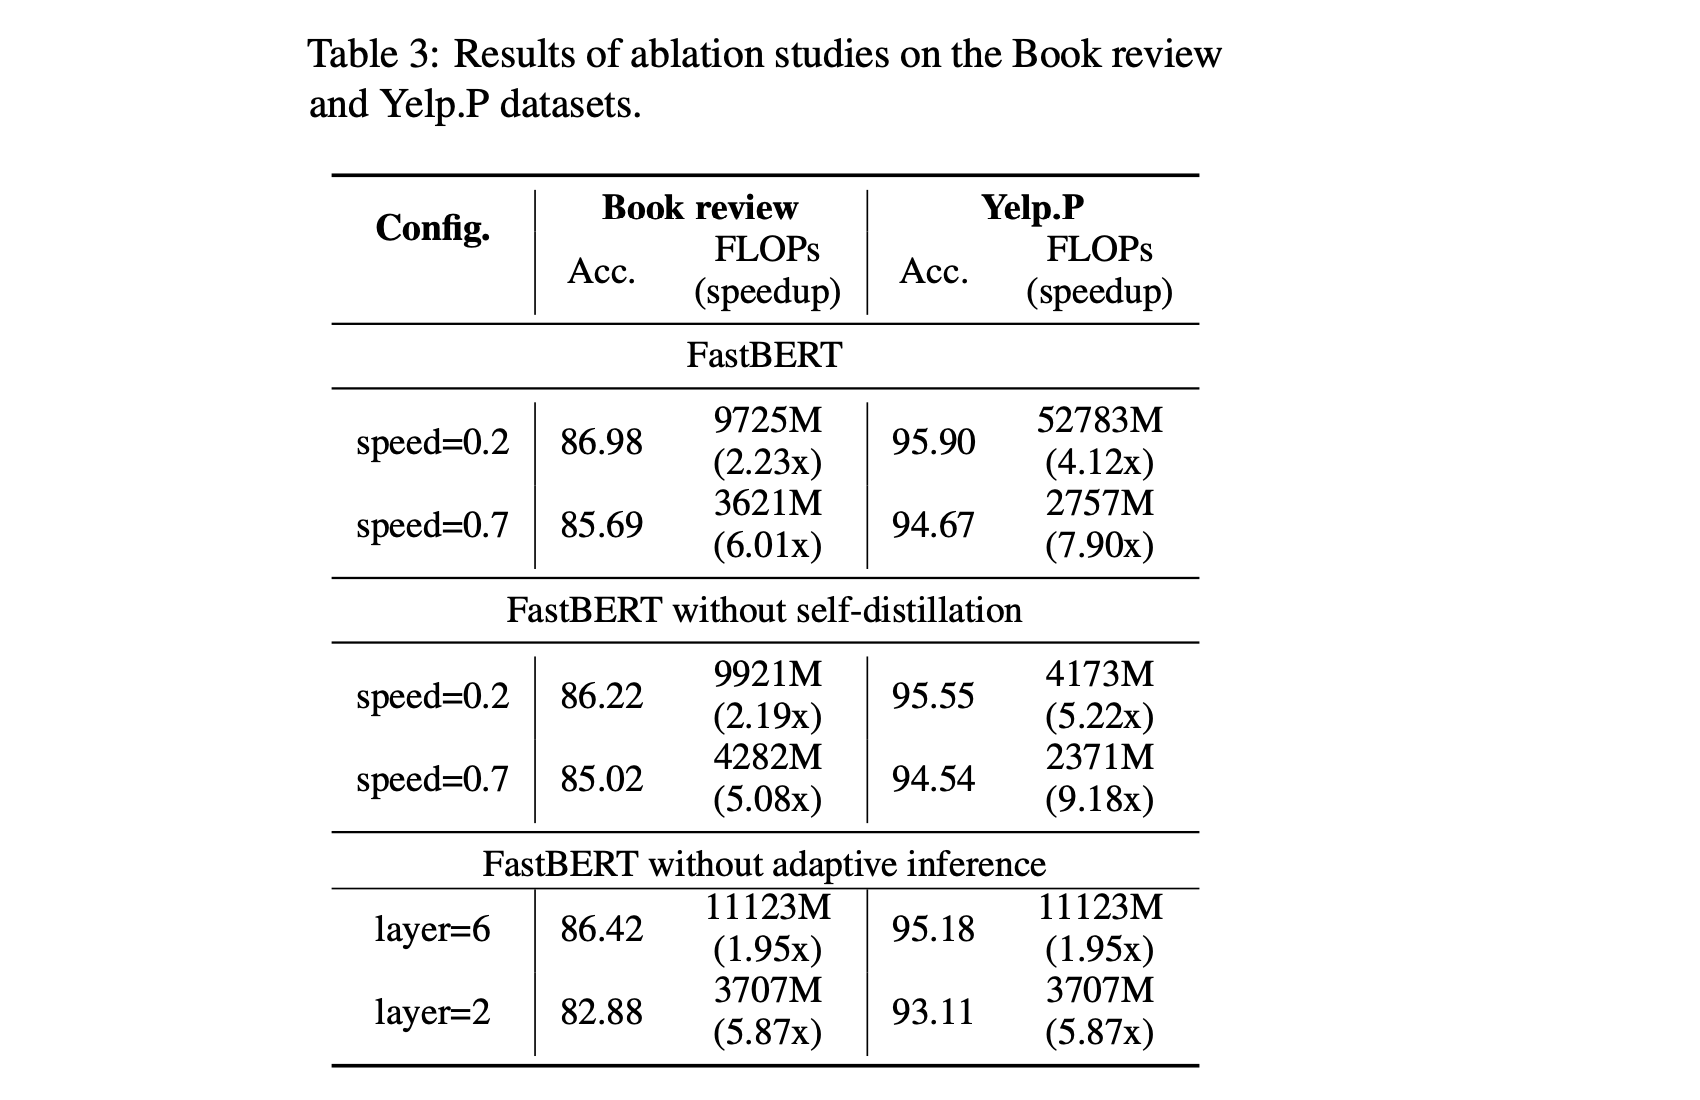 Table 3: Results of ablation studies on the Book review
and Yelp.P datasets.
Config. Book review Yelp.P
Acc. FLOPs (speedup) Acc. FLOPs (speedup)
FastBERT
speed=0.2 86.98 9725M (2.23x) 95.90 52783M (4.12x)
speed=0.7 85.69 3621M (6.01x) 94.67 2757M (7.90x)
FastBERT without self-distillation
speed=0.2 86.22 9921M (2.19x) 95.55 4173M (5.22x)
speed=0.7 85.02 4282M (5.08x) 94.54 2371M (9.18x)
FastBERT without adaptive inference
layer=6 86.42 11123M (1.95x) 95.18 11123M (1.95x)
layer=2 82.88 3707M (5.87x) 93.11 3707M (5.87x)